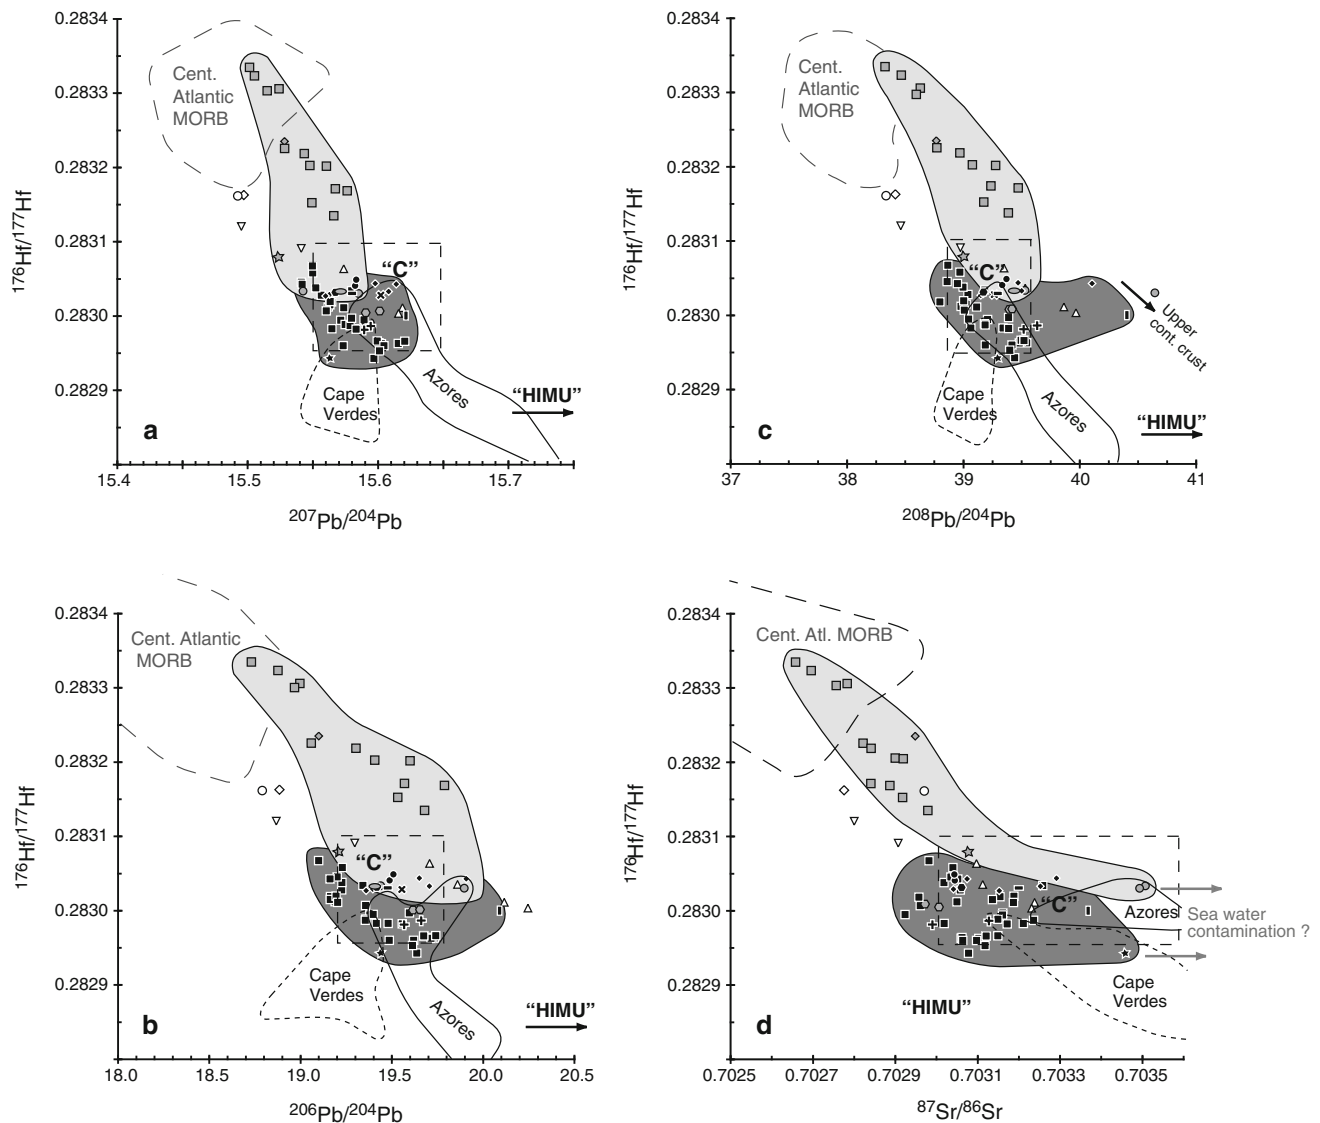 0.2834
0.2833
0.2832
0.2831
0.2830
0.2829
176Hf/177Hf
Cent.
Atlantic
MORB
“C”
Cape
Verdes
Azores
“HIMU”
a
15.4
15.5
15.6
15.7
207Pb/204Pb
0.2834
0.2833
0.2832
0.2831
0.2830
0.2829
176Hf/177Hf
Cent.
Atlantic
MORB
“C”
Upper
cont. crust
Cape
Verdes
Azores
“HIMU”
c
37
38
39
40
41
208Pb/204Pb
0.2834
0.2833
0.2832
0.2831
0.2830
0.2829
176Hf/177Hf
Cent. Atlantic
MORB
“C”
Cape
Verdes
Azores
“HIMU”
b
18.0
18.5
19.0
19.5
20.0
20.5
206Pb/204Pb
0.2834
0.2833
0.2832
0.2831
0.2830
0.2829
176Hf/177Hf
Cent. Atl. MORB
“C”
Azores
Sea water
contamination ?
Cape
Verdes
“HIMU”
d
0.7025
0.7027
0.7029
0.7031
0.7033
0.7035
87Sr/86Sr